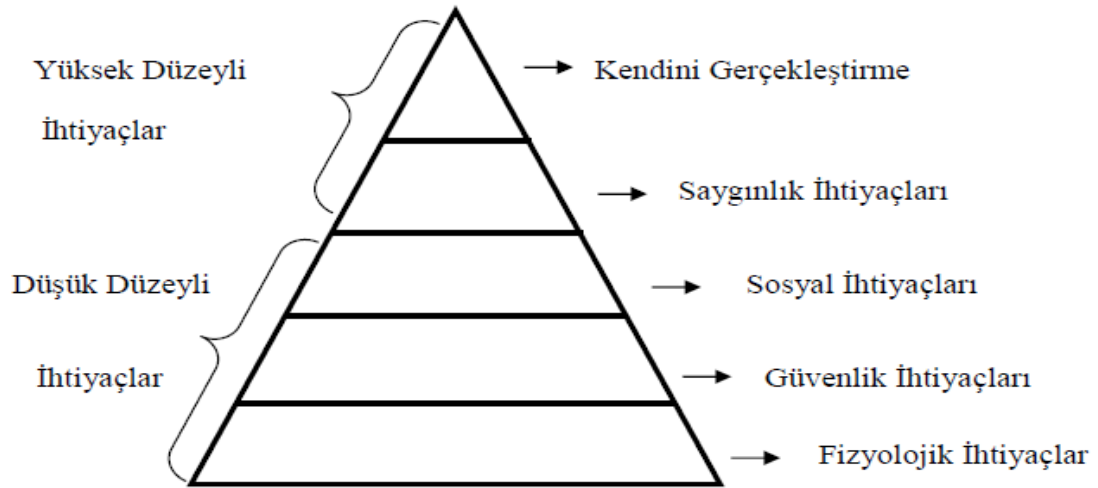 Yüksek Düzeyli
İhtiyaçlar
Kendini Gerçekleştirme
Saygınlık İhtiyaçları
Düşük Düzeyli
İhtiyaçlar
Sosyal İhtiyaçları
Güvenlik İhtiyaçları
Fizyolojik İhtiyaçlar